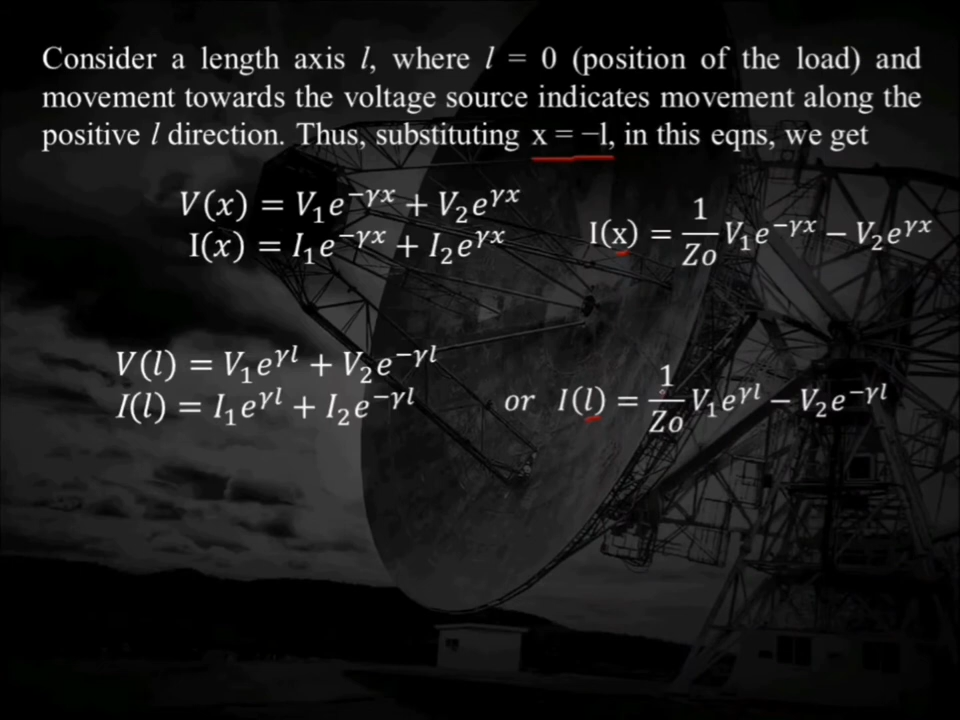 Consider a length axis l, where l = 0 (position of the load) and
movement towards the voltage source indicates movement along the
positive l direction. Thus, substituting x = −l, in this eqns, we get
V(x) = V₁e^−γx + V₂e^γx
I(x) = I₁e^−γx + I₂e^γx
I(x) = 1/Zo V₁e^−γx − V₂e^γx
V(l) = V₁e^γl + V₂e^−γl
I(l) = I₁e^γl + I₂e^−γl
or I(l) = 1/Zo V₁e^γl − V₂e^−γl